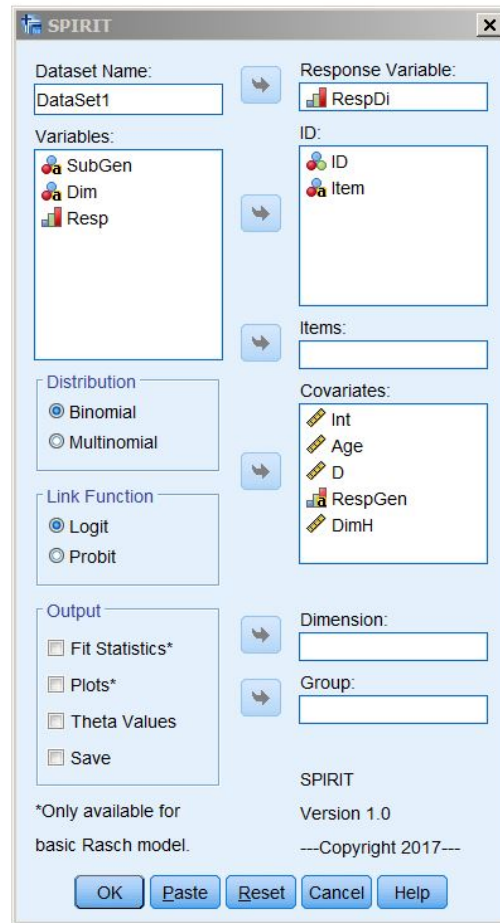 SPIRIT
Dataset Name:
DataSet1
Response Variable:
RespDi
Variables:
SubGen
Dim
Resp
ID:
ID
Item
Items:
Distribution
Binomial
Multinomial
Covariates:
Int
Age
D
RespGen
DimH
Link Function
Logit
Probit
Output
Fit Statistics*
Plots*
Theta Values
Save
Dimension:
Group:
*Only available for
basic Rasch model.
SPIRIT
Version 1.0
---Copyright 2017---
OK Paste Reset Cancel Help